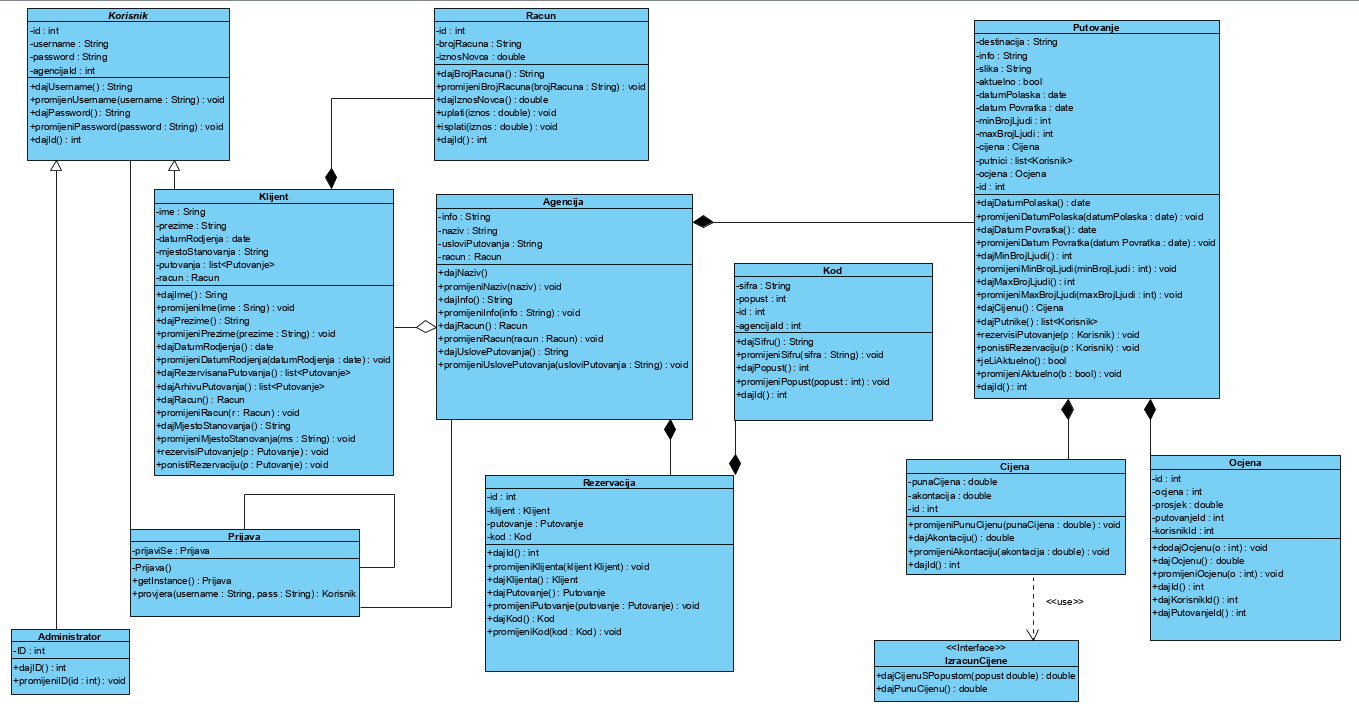 Korisnik
-id : int
-username : String
-password : String
-agencijaId : int
+dajUsername() : String
+promijenUsername(username : String) : void
+dajPassword() : String
+promijeniPassword(password : String) : void
+dajId() : int
Racun
-id : int
-brojRacuna : String
-iznosNovca : double
+dajBrojRacuna() : String
+promijeniBrojRacuna(brojRacuna : String) : void
+dajIznosNovca() : double
+uplati(iznos : double) : void
+isplati(iznos : double) : void
+dajId() : int
Putovanje
-destinacija : String
-info : String
-slika : String
-aktuelno : bool
-datumPolaska : date
-datum Povratka : date
-minBrojLjudi : int
-maxBrojLjudi : int
-cijena : Cijena
-putnici : list<Korisnik>
-ocjena : Ocjena
-id : int
+dajDatumPolaska() : date
+promijeniDatumPolaska(datumPolaska : date) : void
+dajDatum Povratka() : date
+promijeniDatum Povratka(datum Povratka : date) : void
+dajMinBrojLjudi() : int
+promijeniMinBrojLjudi(minBrojLjudi : int) : void
+dajMaxBrojLjudi() : int
+promijeniMaxBrojLjudi(maxBrojLjudi : int) : void
+dajCijenu() : Cijena
+dajPutnike() : list<Korisnik>
+rezervisiPutovanje(p : Korisnik) : void
+ponistiRezervaciju(p : Korisnik) : void
+jeLiAktuelno() : bool
+promijeniAktuelno(b : bool) : void
+dajId() : int
Klijent
-ime : Sring
-prezime : String
-datumRodjenja : date
-mjestoStanovanja : String
-putovanja : list<Putovanje>
-racun : Racun
+dajIme() : Sring
+promijeniIme(ime : Sring) : void
+dajPrezime() : String
+promijeniPrezime(prezime : String) : void
+dajDatumRodjenja() : date
+promijeniDatumRodjenja(datumRodjenja : date) : void
+dajRezervisanaPutovanja() : list<Putovanje>
+dajArhivuPutovanja() : list<Putovanje>
+dajRacun() : Racun
+promijeniRacun(r : Racun) : void
+dajMjestoStanovanja() : String
+promijeniMjestoStanovanja(ms : String) : void
+rezervisiPutovanje(p : Putovanje) : void
+ponistiRezervaciju(p : Putovanje) : void
Agencija
-info : String
-naziv : String
-usloviPutovanja : String
-racun : Racun
+dajNaziv()
+promijeniNaziv(naziv) : void
+dajInfo() : String
+promijeniInfo(info : String) : void
+dajRacun() : Racun
+promijeniRacun(racun : Racun) : void
+dajUslovePutovanja() : String
+promijeniUslovePutovanja(usloviPutovanja : String) : void
Kod
-sifra : String
-popust : int
-id : int
-agencijaId : int
+dajSifru() : String
+promijeniSifru(sifra : String) : void
+dajPopust() : int
+promijeniPopust(popust : int) : void
+dajId() : int
Rezervacija
-id : int
-klijent : Klijent
-putovanje : Putovanje
-kod : Kod
+dajId() : int
+promijeniKlijenta(klijent Klijent) : void
+dajKlijenta() : Klijent
+dajPutovanje() : Putovanje
+promijeniPutovanje(putovanje : Putovanje) : void
+dajKod() : Kod
+promijeniKod(kod : Kod) : void
Cijena
-punaCijena : double
-akontacija : double
-id : int
+promijeniPunuCijenu(punaCijena : double) : void
+dajAkontaciju() : double
+promijeniAkontaciju(akontacija : double) : void
+dajId() : int
Ocjena
-id : int
-ocjena : int
-prosjek : double
-putovanjeId : int
-korisnikId : int
+dodajOcjenu(o : int) : void
+dajOcjenu() : double
+promijeniOcjenu(o : int) : void
+dajId() : int
+dajKorisnikId() : int
+dajPutovanjeId() : int
Prijava
-prijaviSe : Prijava
-Prijava()
+getInstance() : Prijava
+provjera(username : String, pass : String) : Korisnik
<<use>>
Administrator
-ID : int
+dajID() : int
+promijeniID(id : int) : void
<<Interface>>
IzracunCijene
+dajCijenuSPopustom(popust double) : double
+dajPunuCijenu() : double